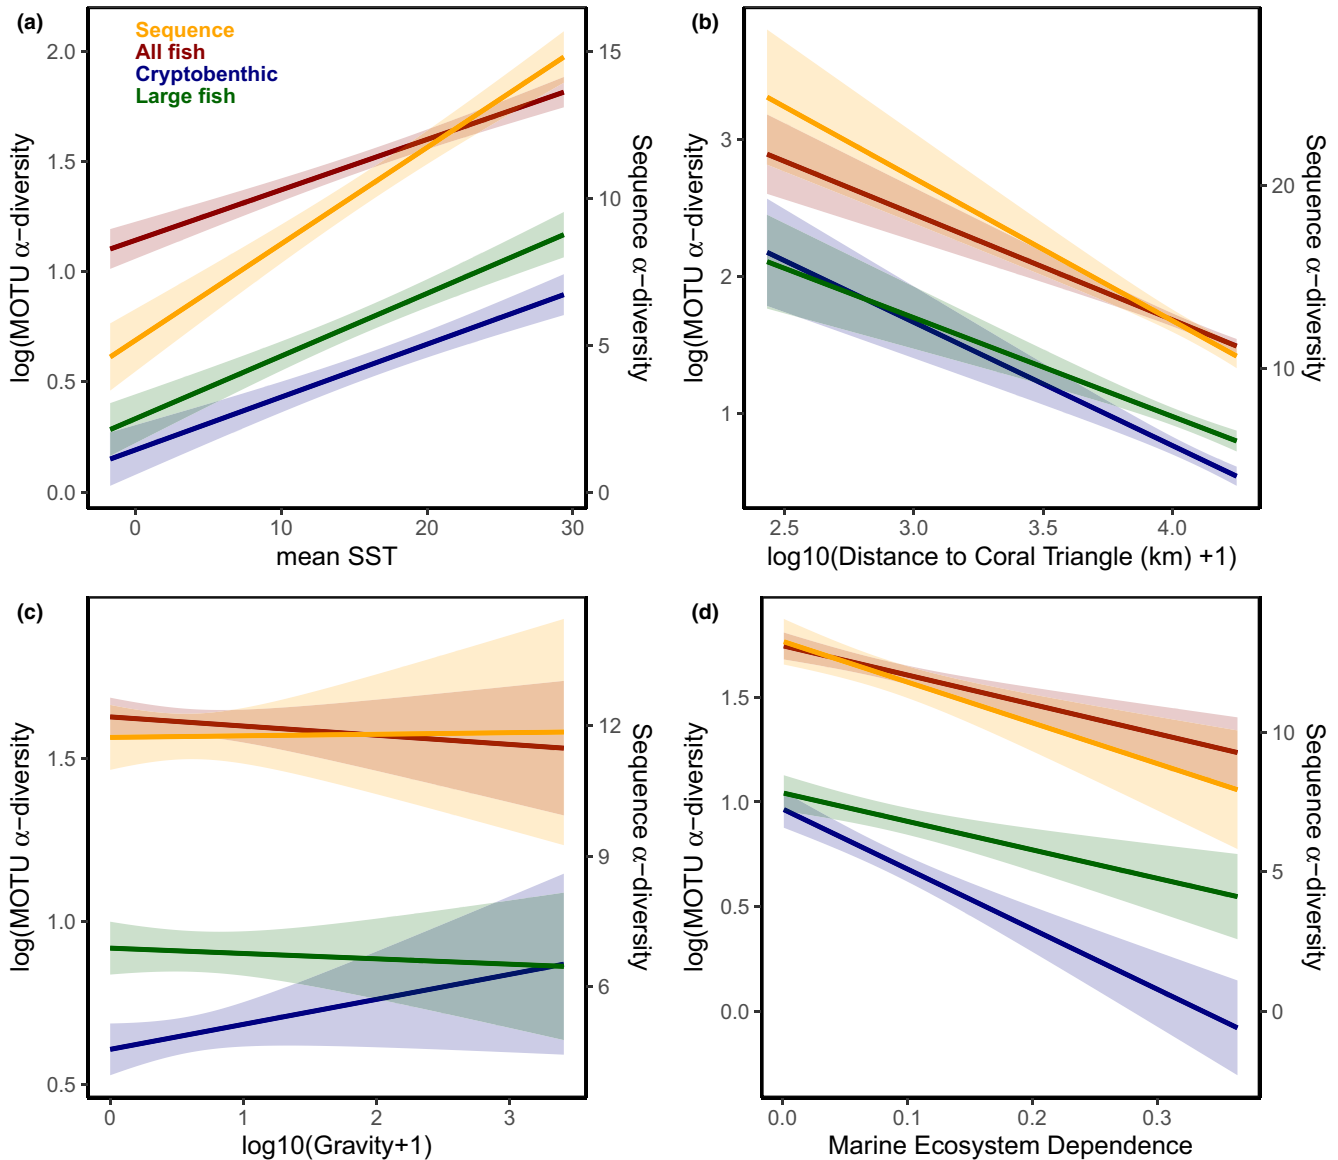 (a)
Sequence
All fish
Cryptobenthic
Large fish
2.0
1.5
1.0
0.5
0.0
log(MOTU α−diversity
15
10
5
0
Sequence α−diversity
0 10 20 30
mean SST
(b)
3
2
1
log(MOTU α−diversity
20
10
Sequence α−diversity
2.5 3.0 3.5 4.0
log10(Distance to Coral Triangle (km) +1)
(c)
1.5
1.0
0.5
log(MOTU α−diversity
12
9
6
Sequence α−diversity
0 1 2 3
log10(Gravity+1)
(d)
1.5
1.0
0.5
0.0
log(MOTU α−diversity
10
5
0
Sequence α−diversity
0.0 0.1 0.2 0.3
Marine Ecosystem Dependence